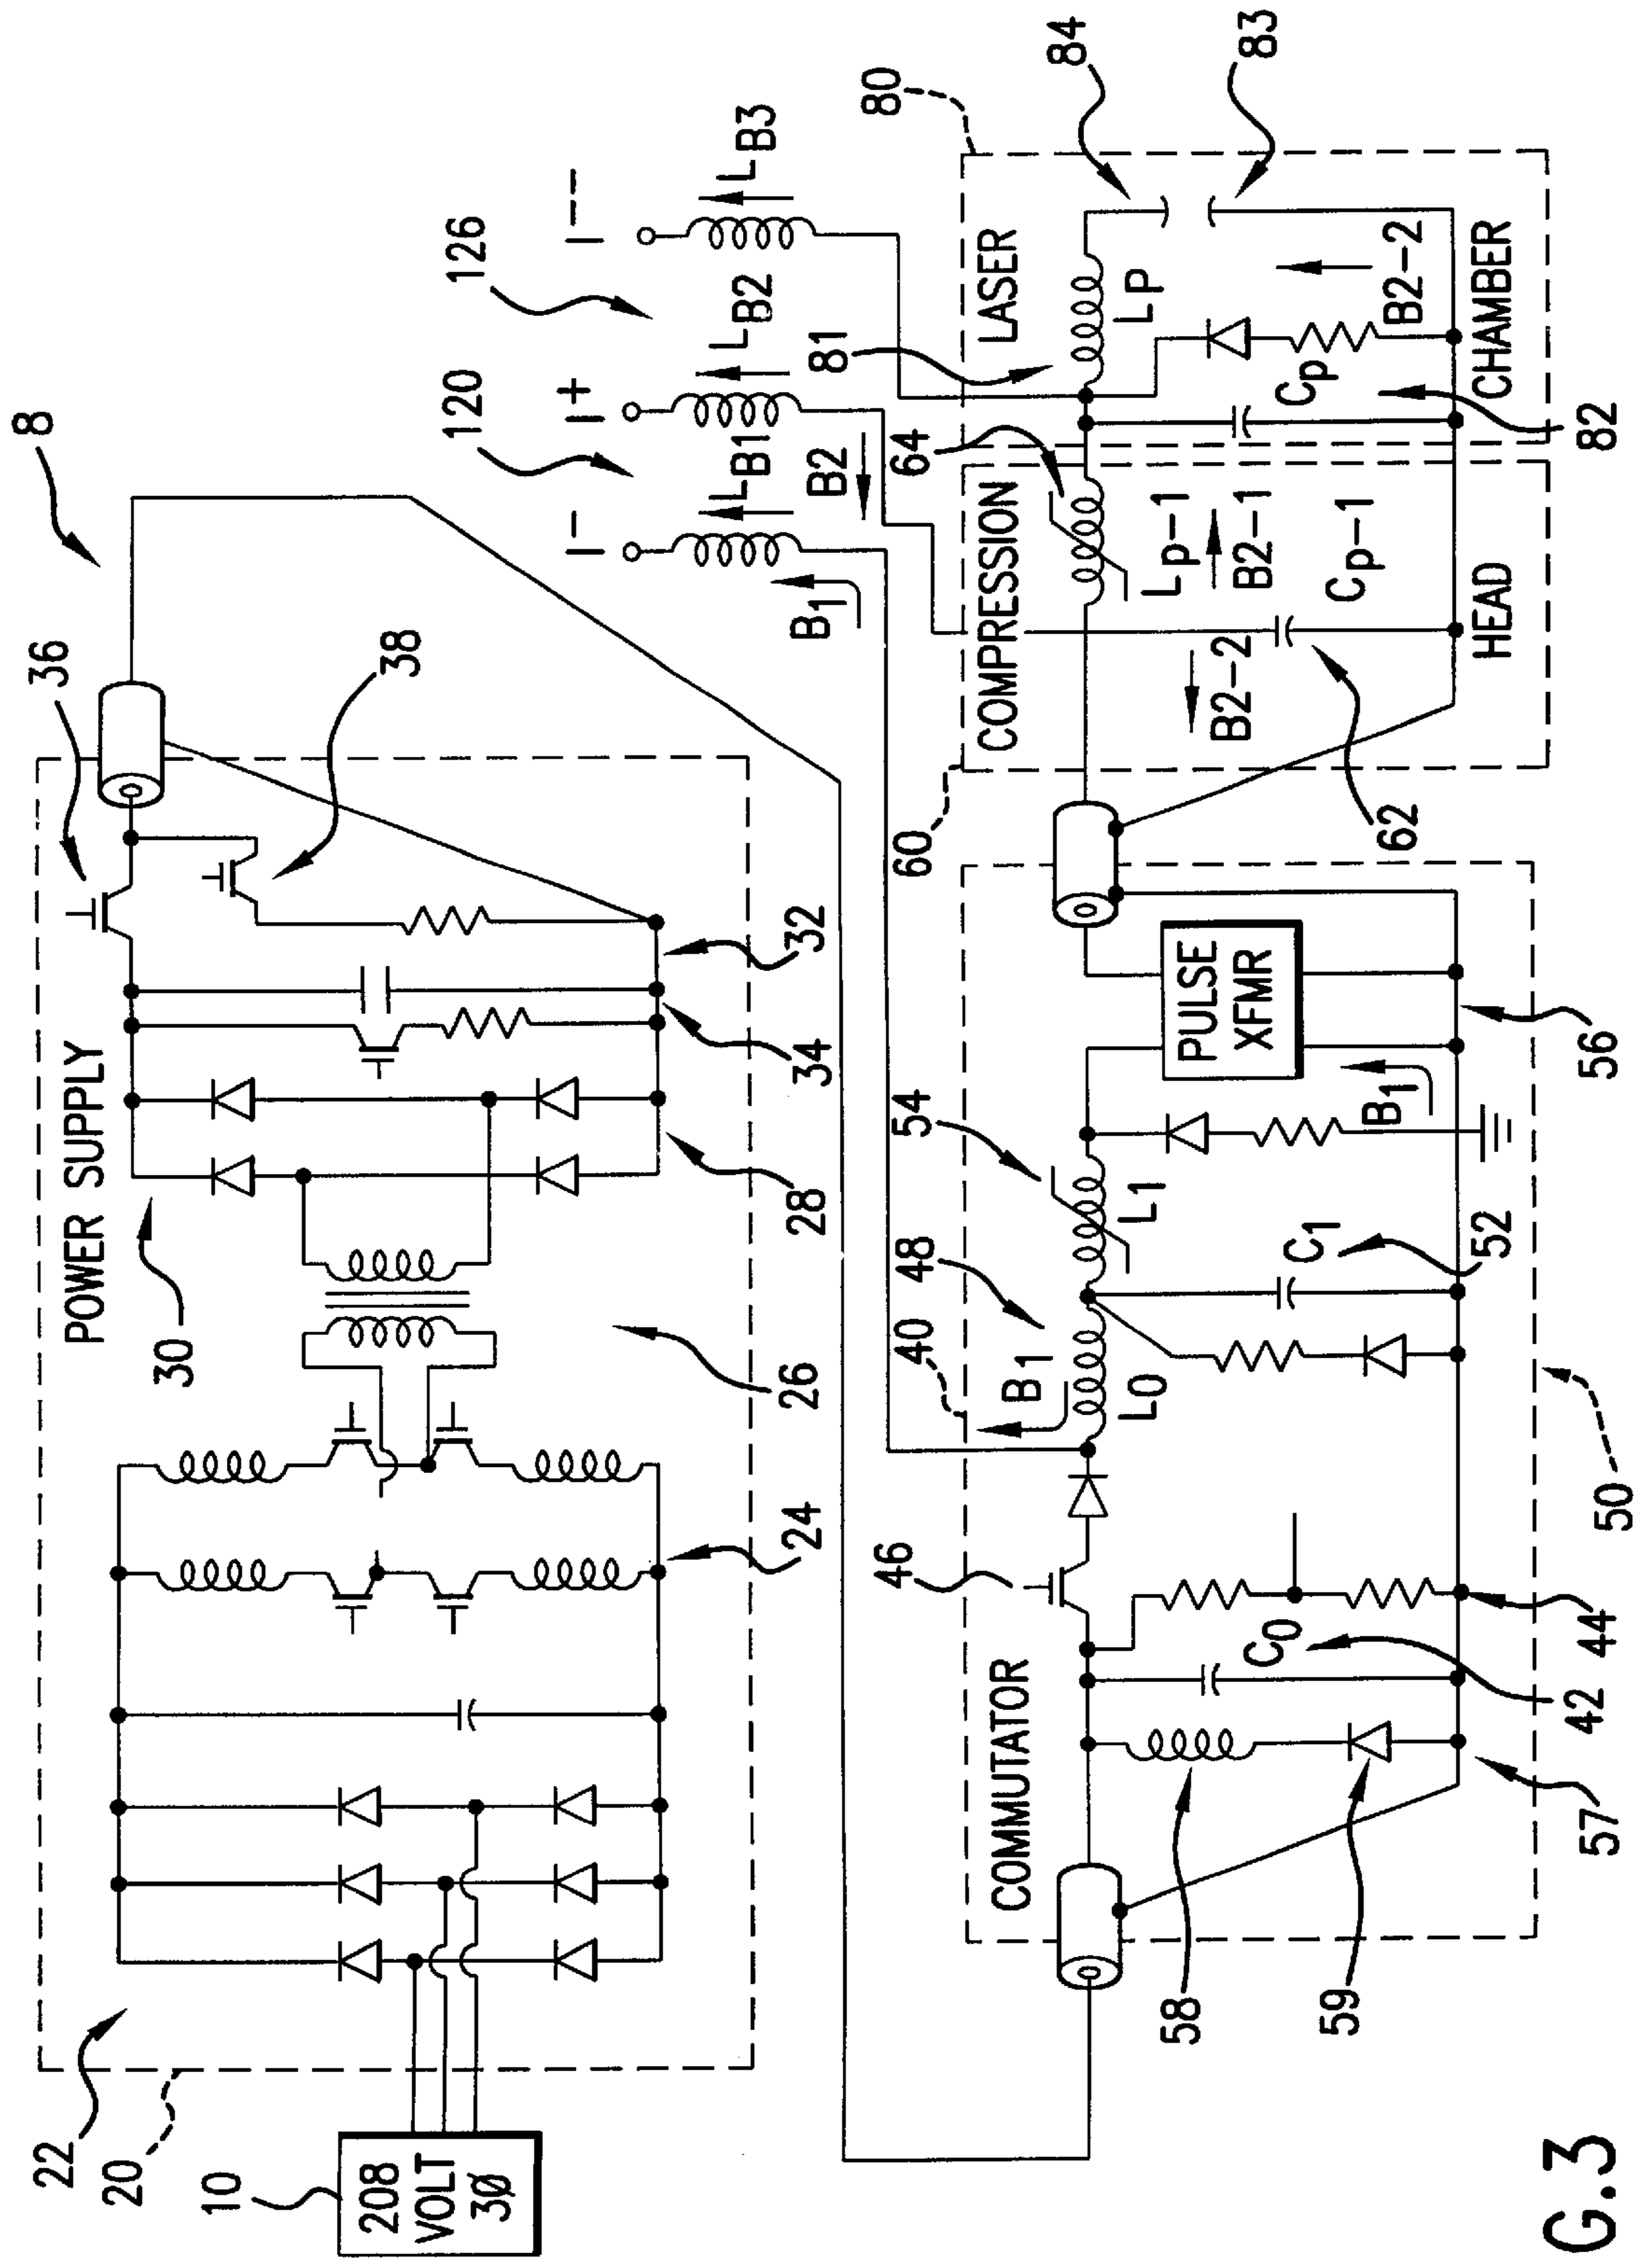 8
POWER SUPPLY
36
38
30
22
20
10
208
VOLT
3Ø
24
26
28
34
32
120
126
I-
I+
I--
LB1
LB2
LB3
B1
B2
COMMUTATOR
46
40
48
54
B1
L0
L1
C0
C1
52
B1
PULSE
XFMR
58
59
57
42
44
50
56
60
COMPRESSION
HEAD
64
Lp-1
B2-1
B2-2
Cp-1
62
80
LASER
CHAMBER
81
LP
Cp
B2-2
82
84
83
G.3